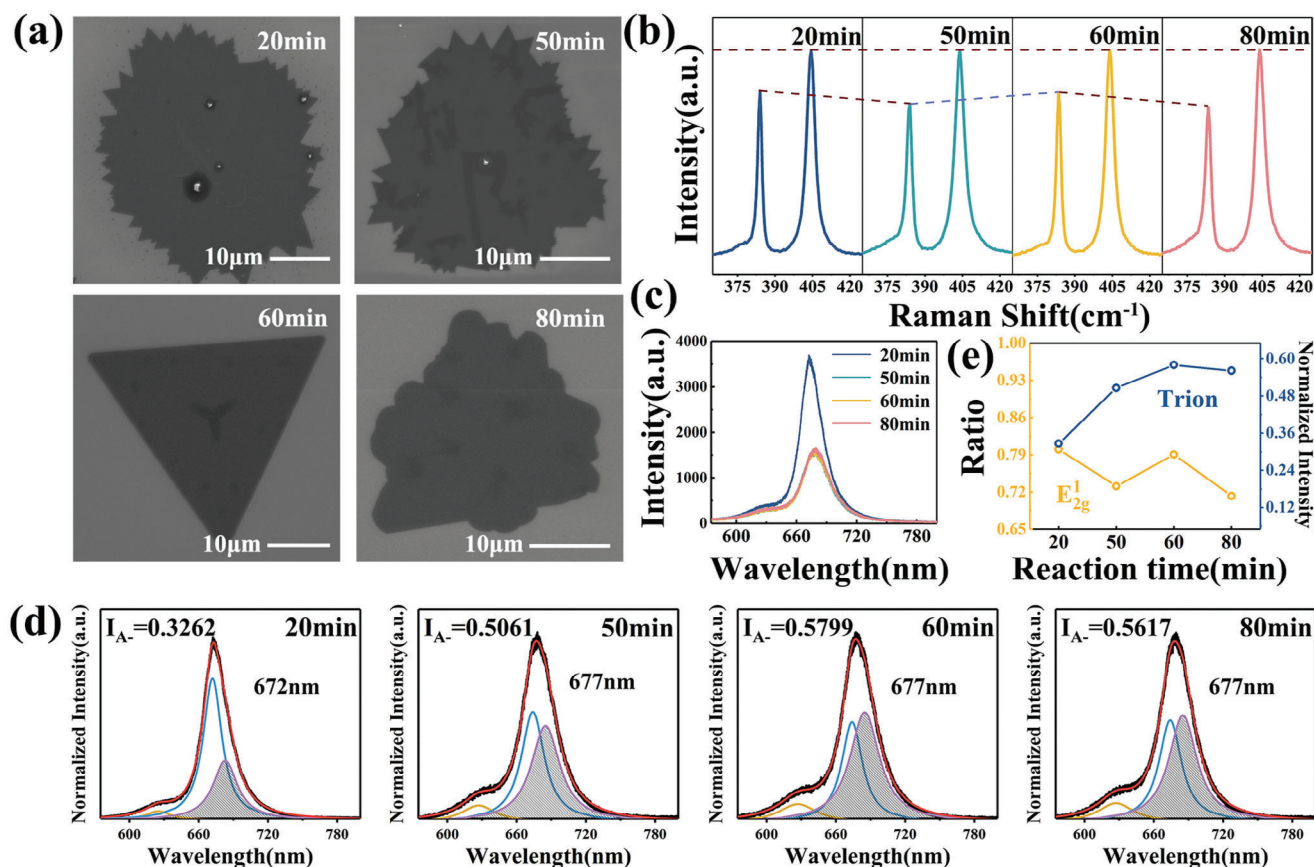 (a)
20min
10μm
50min
10μm
60min
10μm
80min
10μm
(b)
Intensity(a.u.)
20min
50min
60min
80min
375 390 405 420 375 390 405 420 375 390 405 420 375 390 405 420
Raman Shift(cm⁻¹)
(c)
Intensity(a.u.)
4000
3000
2000
1000
0
20min
50min
60min
80min
600 660 720 780
Wavelength(nm)
(e)
Ratio
1.00
0.93
0.86
0.79
0.72
0.65
Trion
E¹2g
0.60
0.48
0.36
0.24
0.12
Normalized Intensity
20 50 60 80
Reaction time(min)
(d)
Normalized Intensity(a.u.)
I_A-=0.3262
20min
672nm
600 660 720 780
Wavelength(nm)
Normalized Intensity(a.u.)
I_A-=0.5061
50min
677nm
600 660 720 780
Wavelength(nm)
Normalized Intensity(a.u.)
I_A-=0.5799
60min
677nm
600 660 720 780
Wavelength(nm)
Normalized Intensity(a.u.)
I_A-=0.5617
80min
677nm
600 660 720 780
Wavelength(nm)